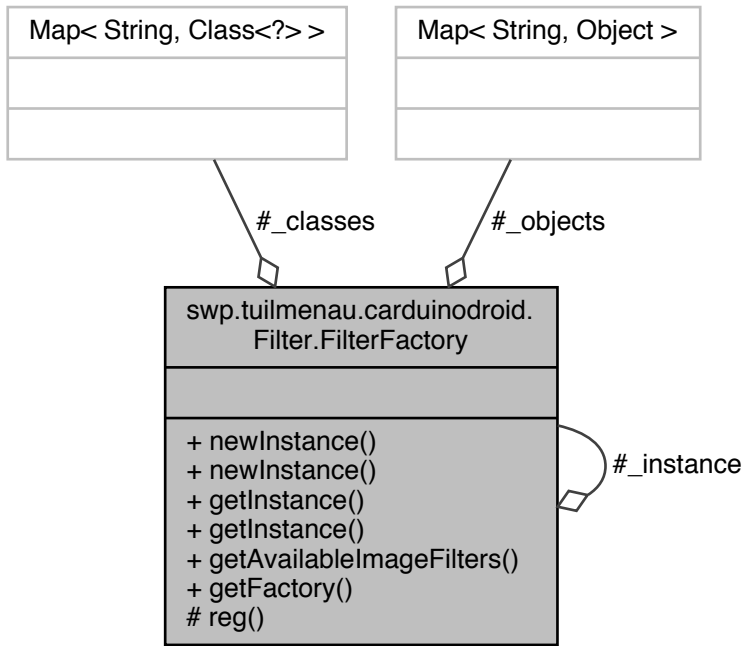 Map< String, Class<?> >
Map< String, Object >
#_classes
#_objects
swp.tuilmenau.carduinodroid.
Filter.FilterFactory
+ newInstance()
+ newInstance()
+ getInstance()
+ getInstance()
+ getAvailableImageFilters()
+ getFactory()
# reg()
#_instance